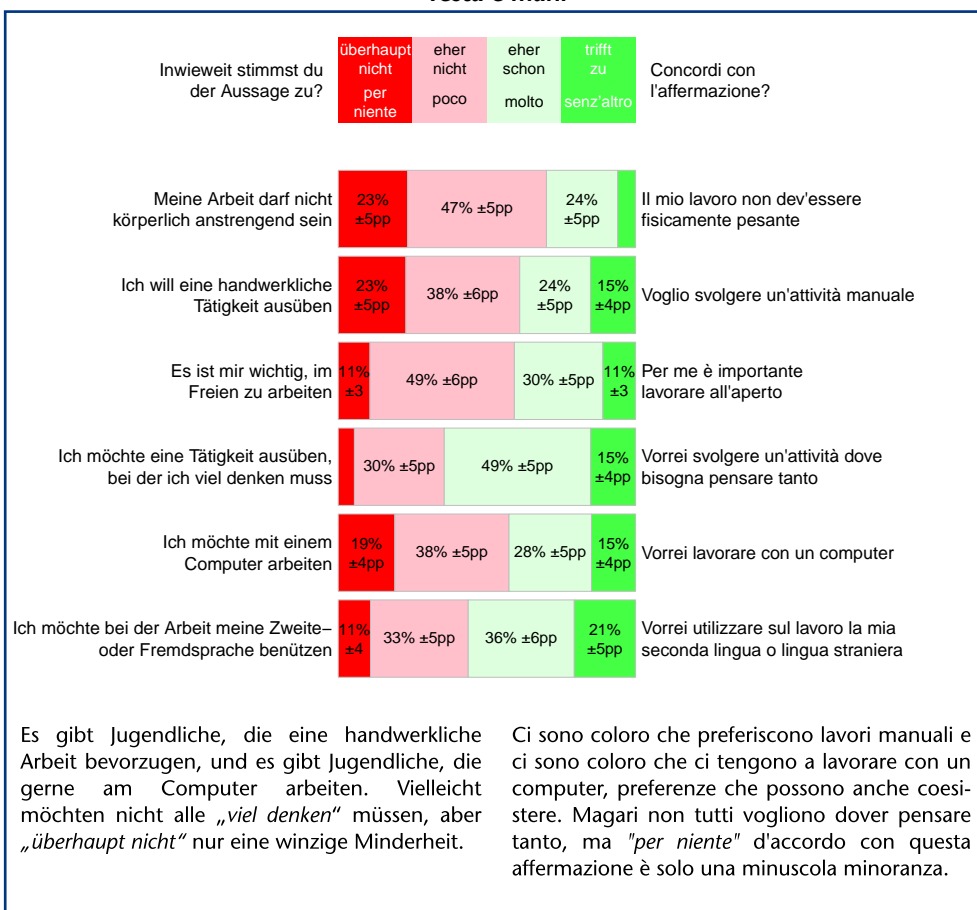 Inwieweit stimmst du
der Aussage zu?
überhaupt
nicht
per
niente
eher
nicht
poco
eher
schon
molto
trifft
zu
senz'altro
Concordi con
l'affermazione?
Meine Arbeit darf nicht
körperlich anstrengend sein
23%
±5pp
47% ±5pp
24%
±5pp
Il mio lavoro non dev'essere
fisicamente pesante
Ich will eine handwerkliche
Tätigkeit ausüben
23%
±5pp
38% ±6pp
24%
±5pp
15%
±4pp
Voglio svolgere un'attività manuale
Es ist mir wichtig, im
Freien zu arbeiten
11%
±3
49% ±6pp
30% ±5pp
11%
±3
Per me è importante
lavorare all'aperto
Ich möchte eine Tätigkeit ausüben,
bei der ich viel denken muss
30% ±5pp
49% ±5pp
15%
±4pp
Vorrei svolgere un'attività dove
bisogna pensare tanto
Ich möchte mit einem
Computer arbeiten
19%
±4pp
38% ±5pp
28% ±5pp
15%
±4pp
Vorrei lavorare con un computer
Ich möchte bei der Arbeit meine Zweite−
oder Fremdsprache benützen
11%
±4
33% ±5pp
36% ±6pp
21%
±5pp
Vorrei utilizzare sul lavoro la mia
seconda lingua o lingua straniera
Es gibt Jugendliche, die eine handwerkliche
Arbeit bevorzugen, und es gibt Jugendliche, die
gerne am Computer arbeiten. Vielleicht
möchten nicht alle „viel denken“ müssen, aber
„überhaupt nicht“ nur eine winzige Minderheit.
Ci sono coloro che preferiscono lavori manuali e
ci sono coloro che ci tengono a lavorare con un
computer, preferenze che possono anche coesi-
stere. Magari non tutti vogliono dover pensare
tanto, ma "per niente" d'accordo con questa
affermazione è solo una minuscola minoranza.